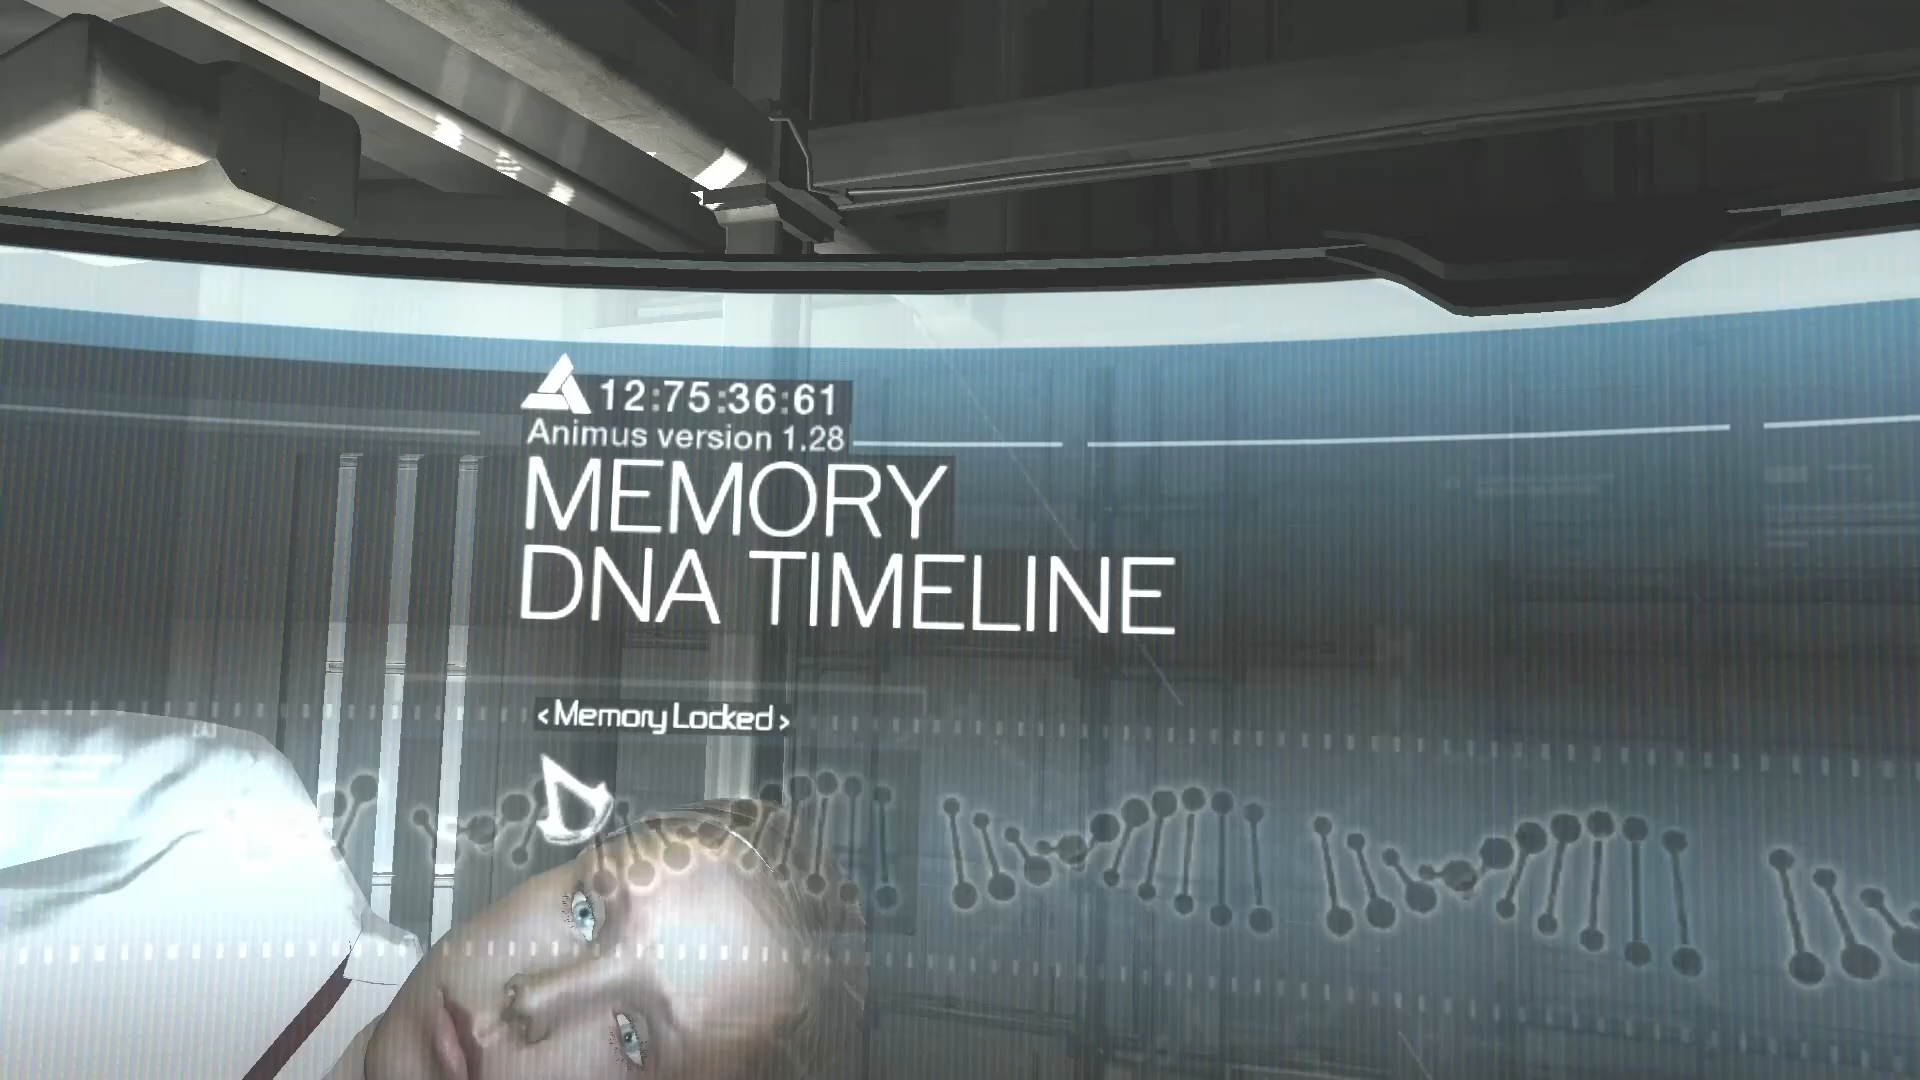 12:75:36:61
Animus version 1.28
MEMORY
DNA TIMELINE
<Memory Locked>